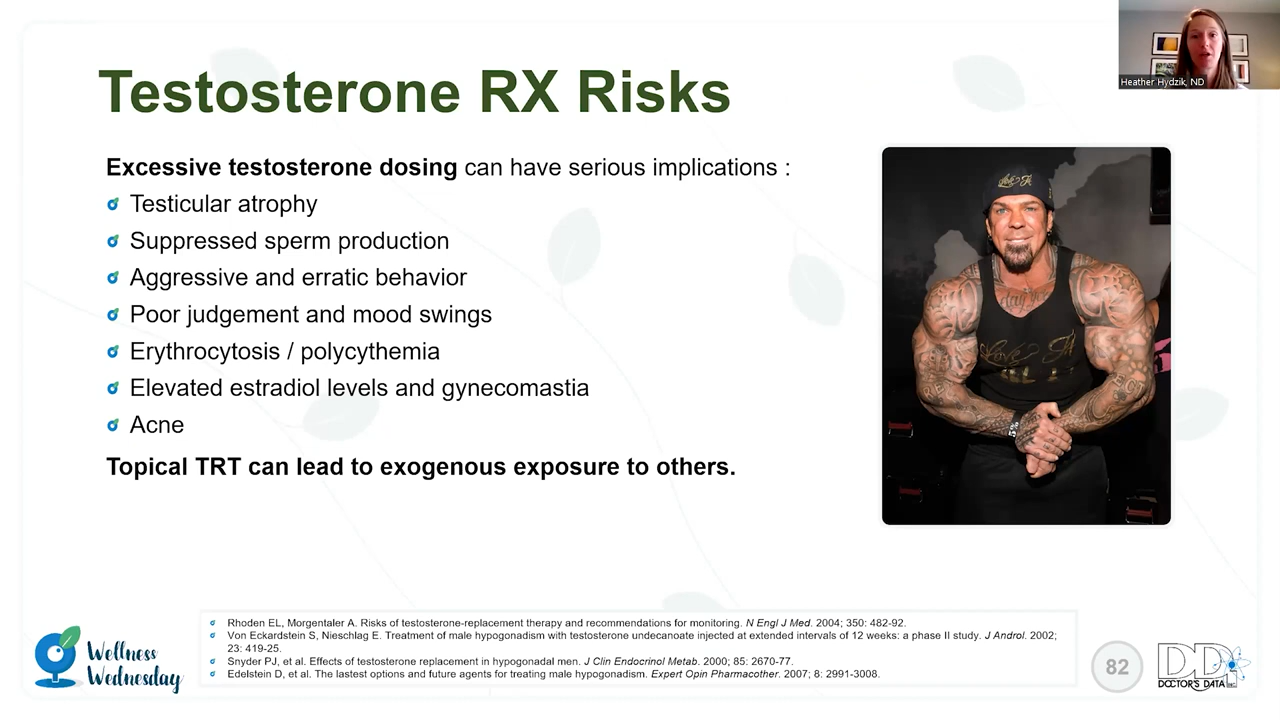 Heather Hydzik, ND
Testosterone RX Risks
Excessive testosterone dosing can have serious implications :
Testicular atrophy
Suppressed sperm production
Aggressive and erratic behavior
Poor judgement and mood swings
Erythrocytosis / polycythemia
Elevated estradiol levels and gynecomastia
Acne
Topical TRT can lead to exogenous exposure to others.
Rhoden EL, Morgentaler A. Risks of testosterone-replacement therapy and recommendations for monitoring. N Engl J Med. 2004; 350: 482-92.
Von Eckardstein S, Nieschlag E. Treatment of male hypogonadism with testosterone undecanoate injected at extended intervals of 12 weeks: a phase II study. J Androl. 2002;
23: 419-25.
Snyder PJ, et al. Effects of testosterone replacement in hypogonadal men. J Clin Endocrinol Metab. 2000; 85: 2670-77.
Edelstein D, et al. The lastest options and future agents for treating male hypogonadism. Expert Opin Pharmacother. 2007; 8: 2991-3008.
Wellness
Wednesday
82
DDI
DOCTOR'S DATA